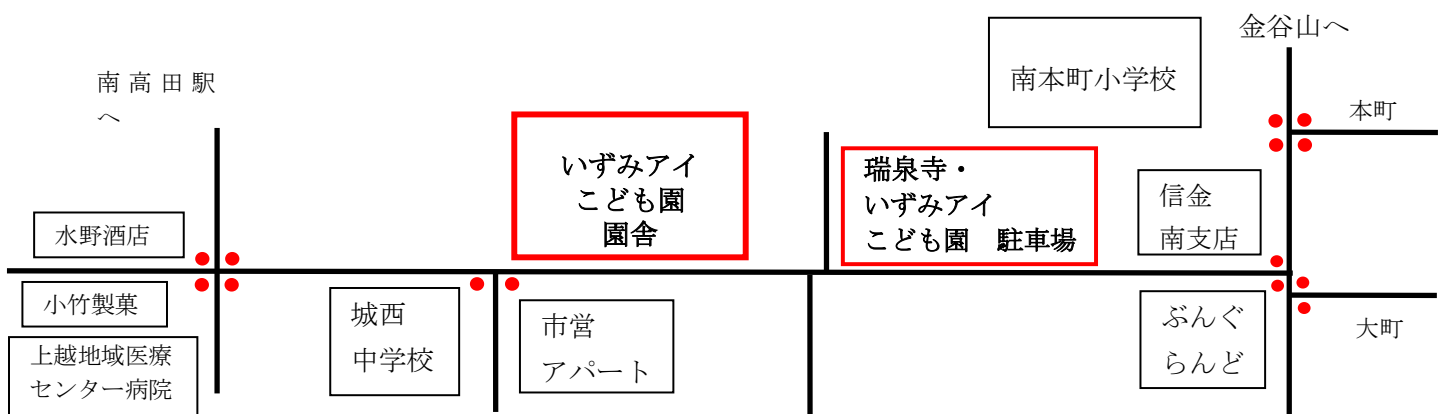 金谷山へ
南高田駅
へ
南本町小学校
本町
いずみアイ
こども園
園舎
瑞泉寺・
いずみアイ
こども園　駐車場
信金
南支店
水野酒店
小竹製菓
上越地域医療
センター病院
城西
中学校
市営
アパート
ぶんぐ
らんど
大町